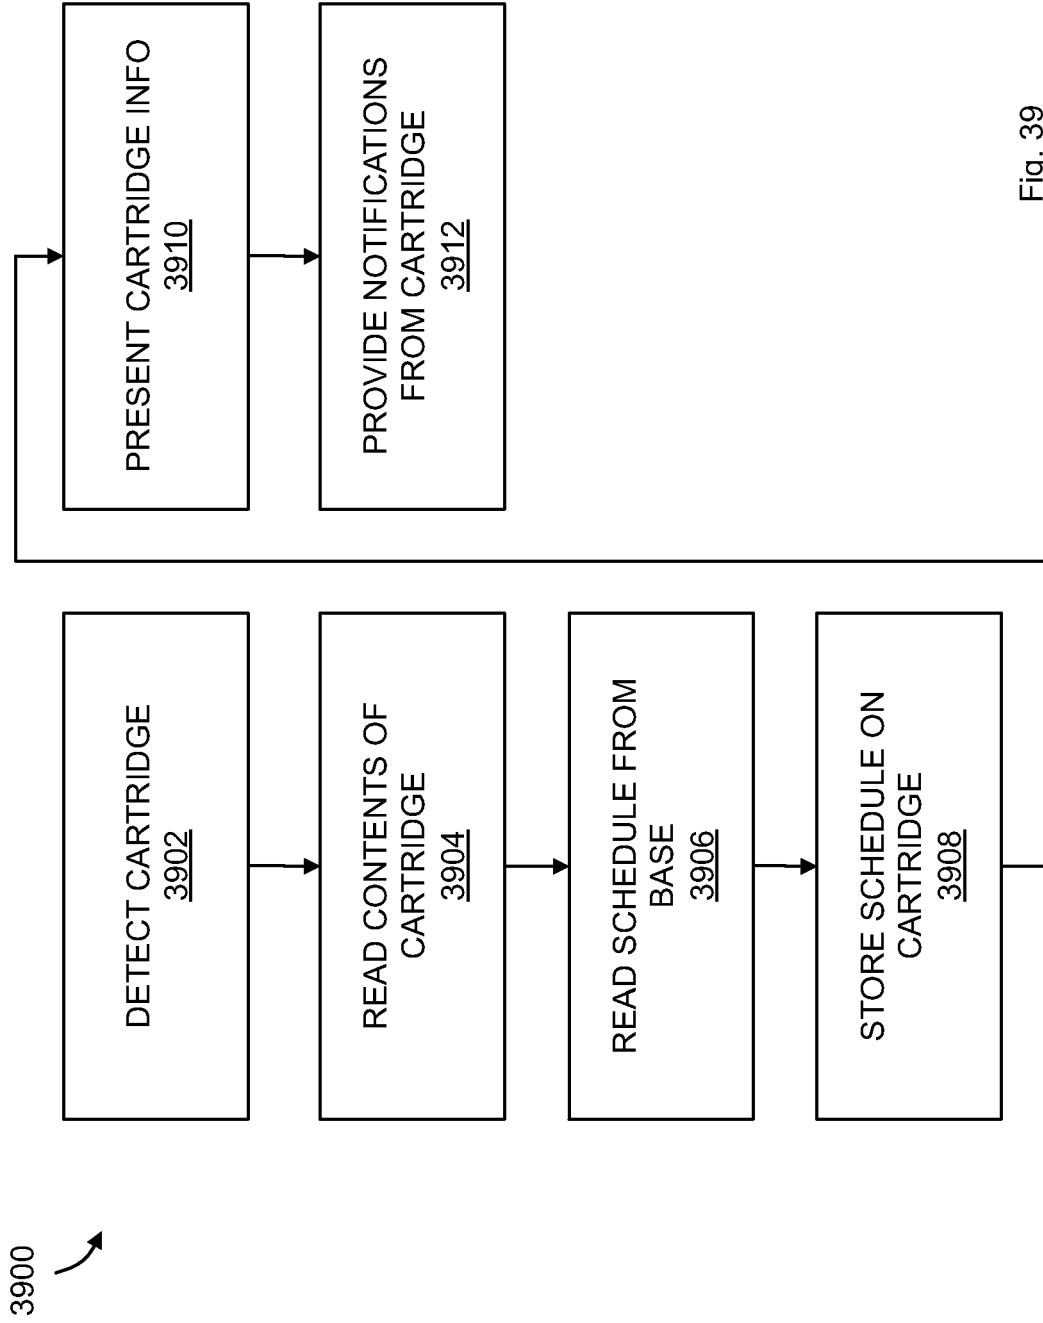 3900
DETECT CARTRIDGE
3902
READ CONTENTS OF
CARTRIDGE
3904
READ SCHEDULE FROM
BASE
3906
STORE SCHEDULE ON
CARTRIDGE
3908
PRESENT CARTRIDGE INFO
3910
PROVIDE NOTIFICATIONS
FROM CARTRIDGE
3912
Fig. 39